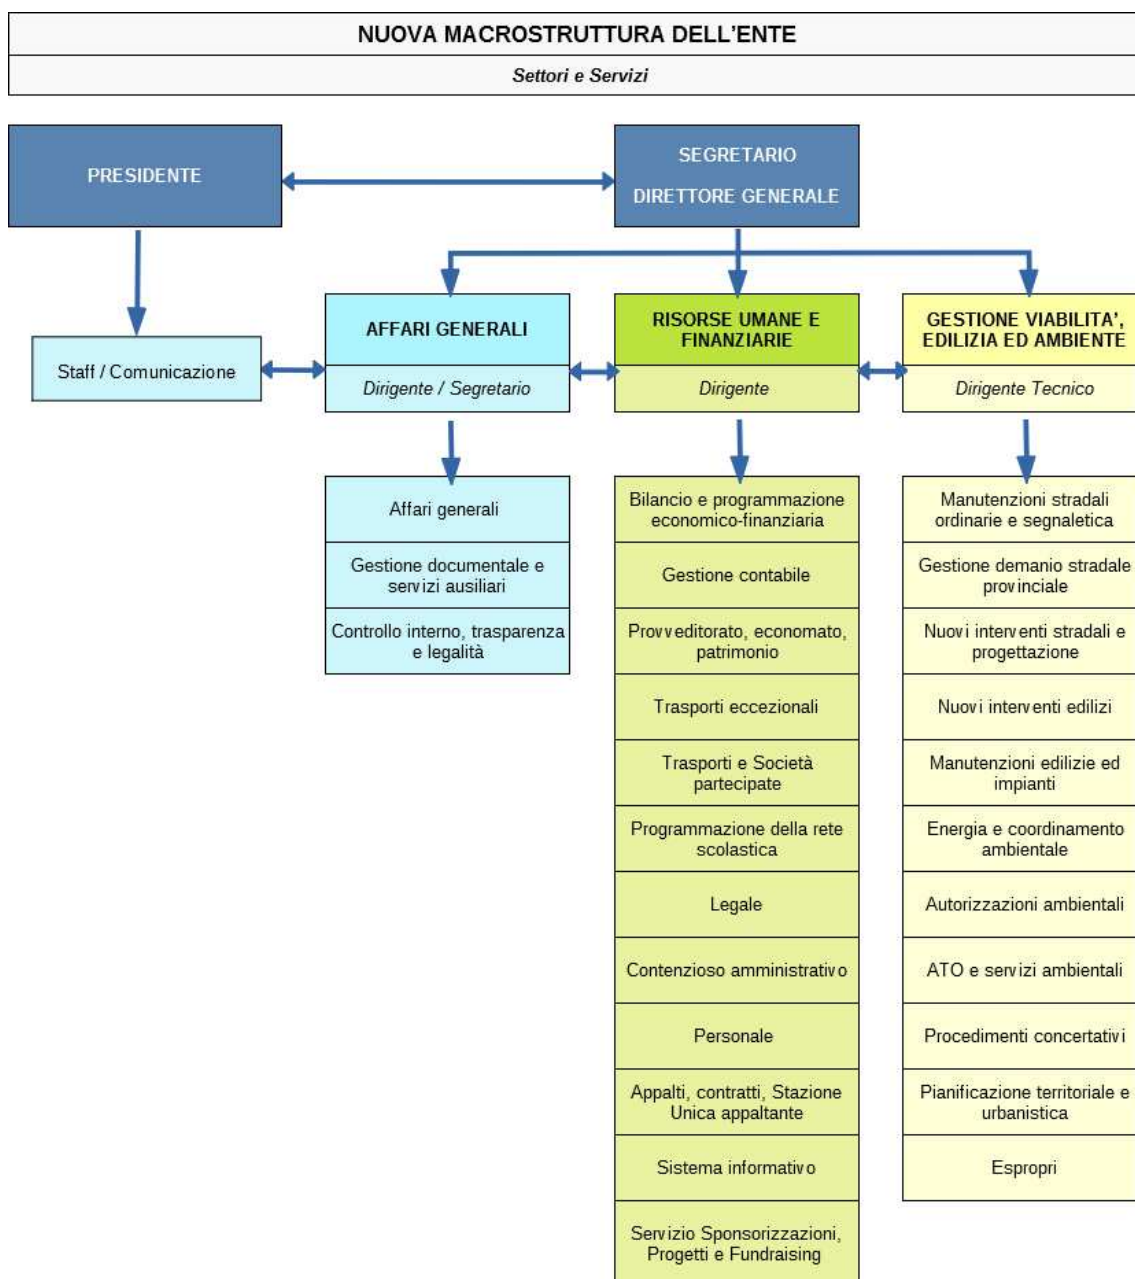 NUOVA MACROSTRUTTURA DELL'ENTE
Settori e Servizi
PRESIDENTE
SEGRETARIO
DIRETTORE GENERALE
Staff / Comunicazione
AFFARI GENERALI
Dirigente / Segretario
RISORSE UMANE E
FINANZIARIE
Dirigente
GESTIONE VIABILITA',
EDILIZIA ED AMBIENTE
Dirigente Tecnico
Affari generali
Gestione documentale e
servizi ausiliari
Controllo interno, trasparenza
e legalità
Bilancio e programmazione
economico-finanziaria
Gestione contabile
Provveditorato, economato,
patrimonio
Trasporti eccezionali
Trasporti e Società
partecipate
Programmazione della rete
scolastica
Legale
Contenzioso amministrativo
Personale
Appalti, contratti, Stazione
Unica appaltante
Sistema informativo
Servizio Sponsorizzazioni,
Progetti e Fundraising
Manutenzioni stradali
ordinarie e segnaletica
Gestione demanio stradale
provinciale
Nuovi interventi stradali e
progettazione
Nuovi interventi edilizi
Manutenzioni edilizie ed
impianti
Energia e coordinamento
ambientale
Autorizzazioni ambientali
ATO e servizi ambientali
Procedimenti concertativi
Pianificazione territoriale e
urbanistica
Espropri